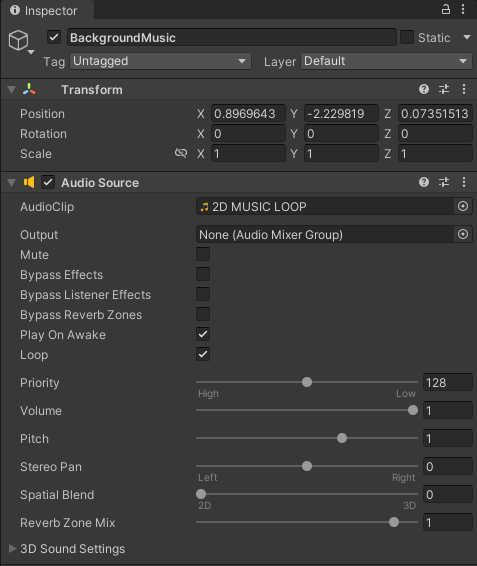 Inspector
BackgroundMusic Static
Tag Untagged Layer Default
Transform
Position X 0.8969643 Y -2.229819 Z 0.07351513
Rotation X 0 Y 0 Z 0
Scale X 1 Y 1 Z 1
Audio Source
AudioClip 2D MUSIC LOOP
Output None (Audio Mixer Group)
Mute
Bypass Effects
Bypass Listener Effects
Bypass Reverb Zones
Play On Awake
Loop
Priority 128
High Low
Volume 1
Pitch 1
Stereo Pan 0
Left Right
Spatial Blend 0
2D 3D
Reverb Zone Mix 1
3D Sound Settings